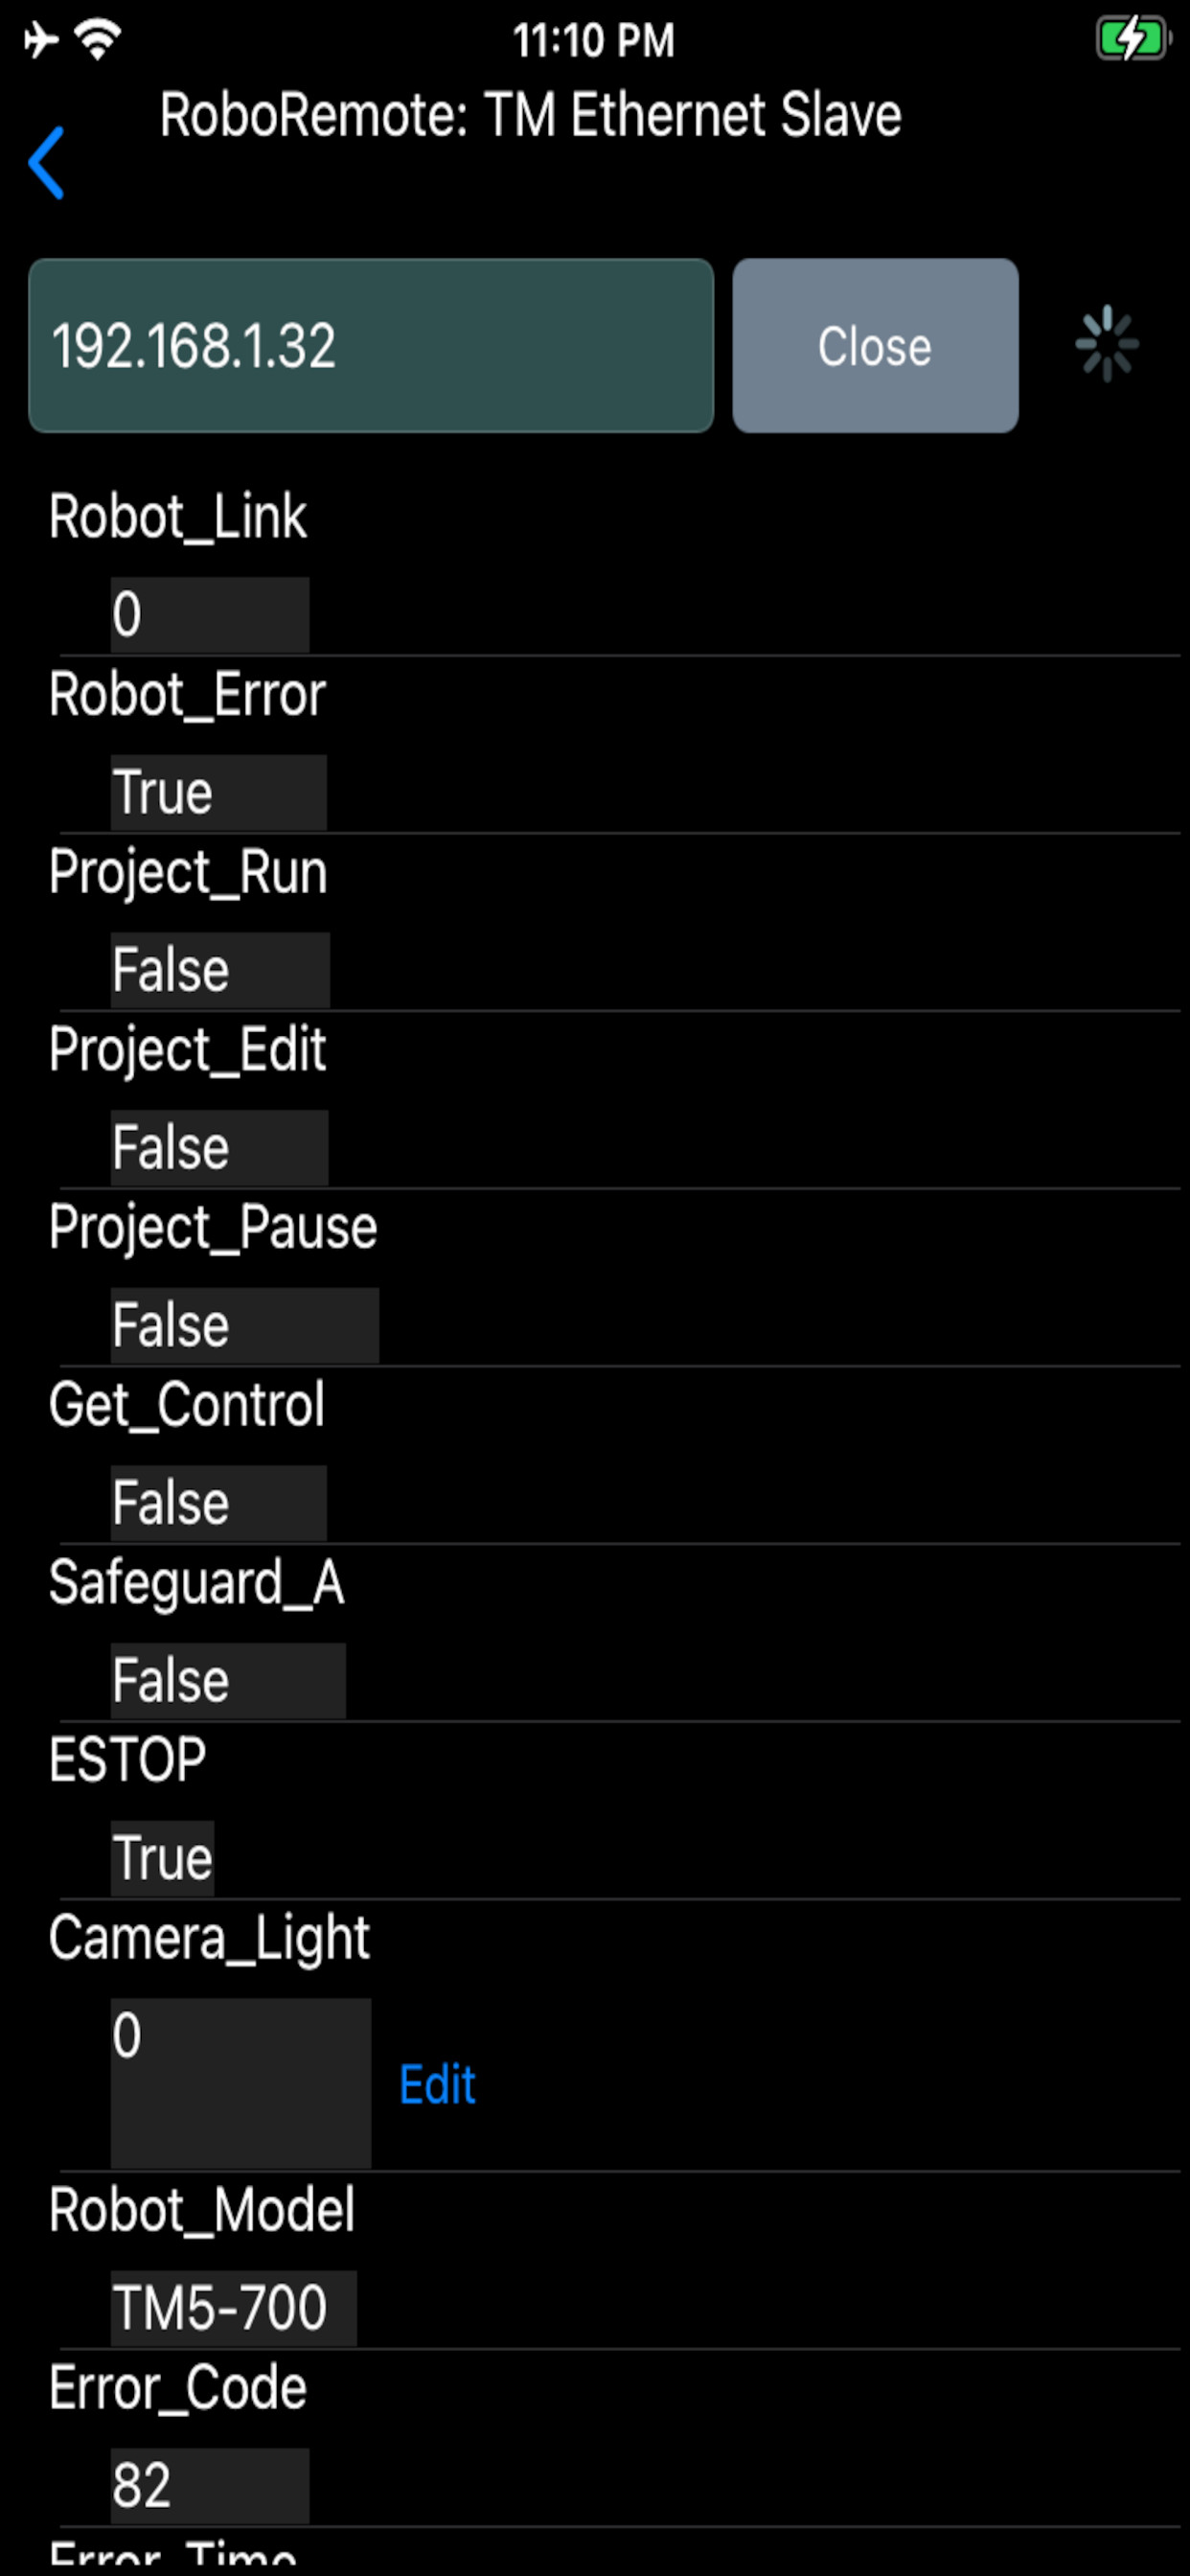 11:10 PM
RoboRemote: TM Ethernet Slave
192.168.1.32
Close
Robot_Link
0
Robot_Error
True
Project_Run
False
Project_Edit
False
Project_Pause
False
Get_Control
False
Safeguard_A
False
ESTOP
True
Camera_Light
0
Edit
Robot_Model
TM5-700
Error_Code
82
Error_Time